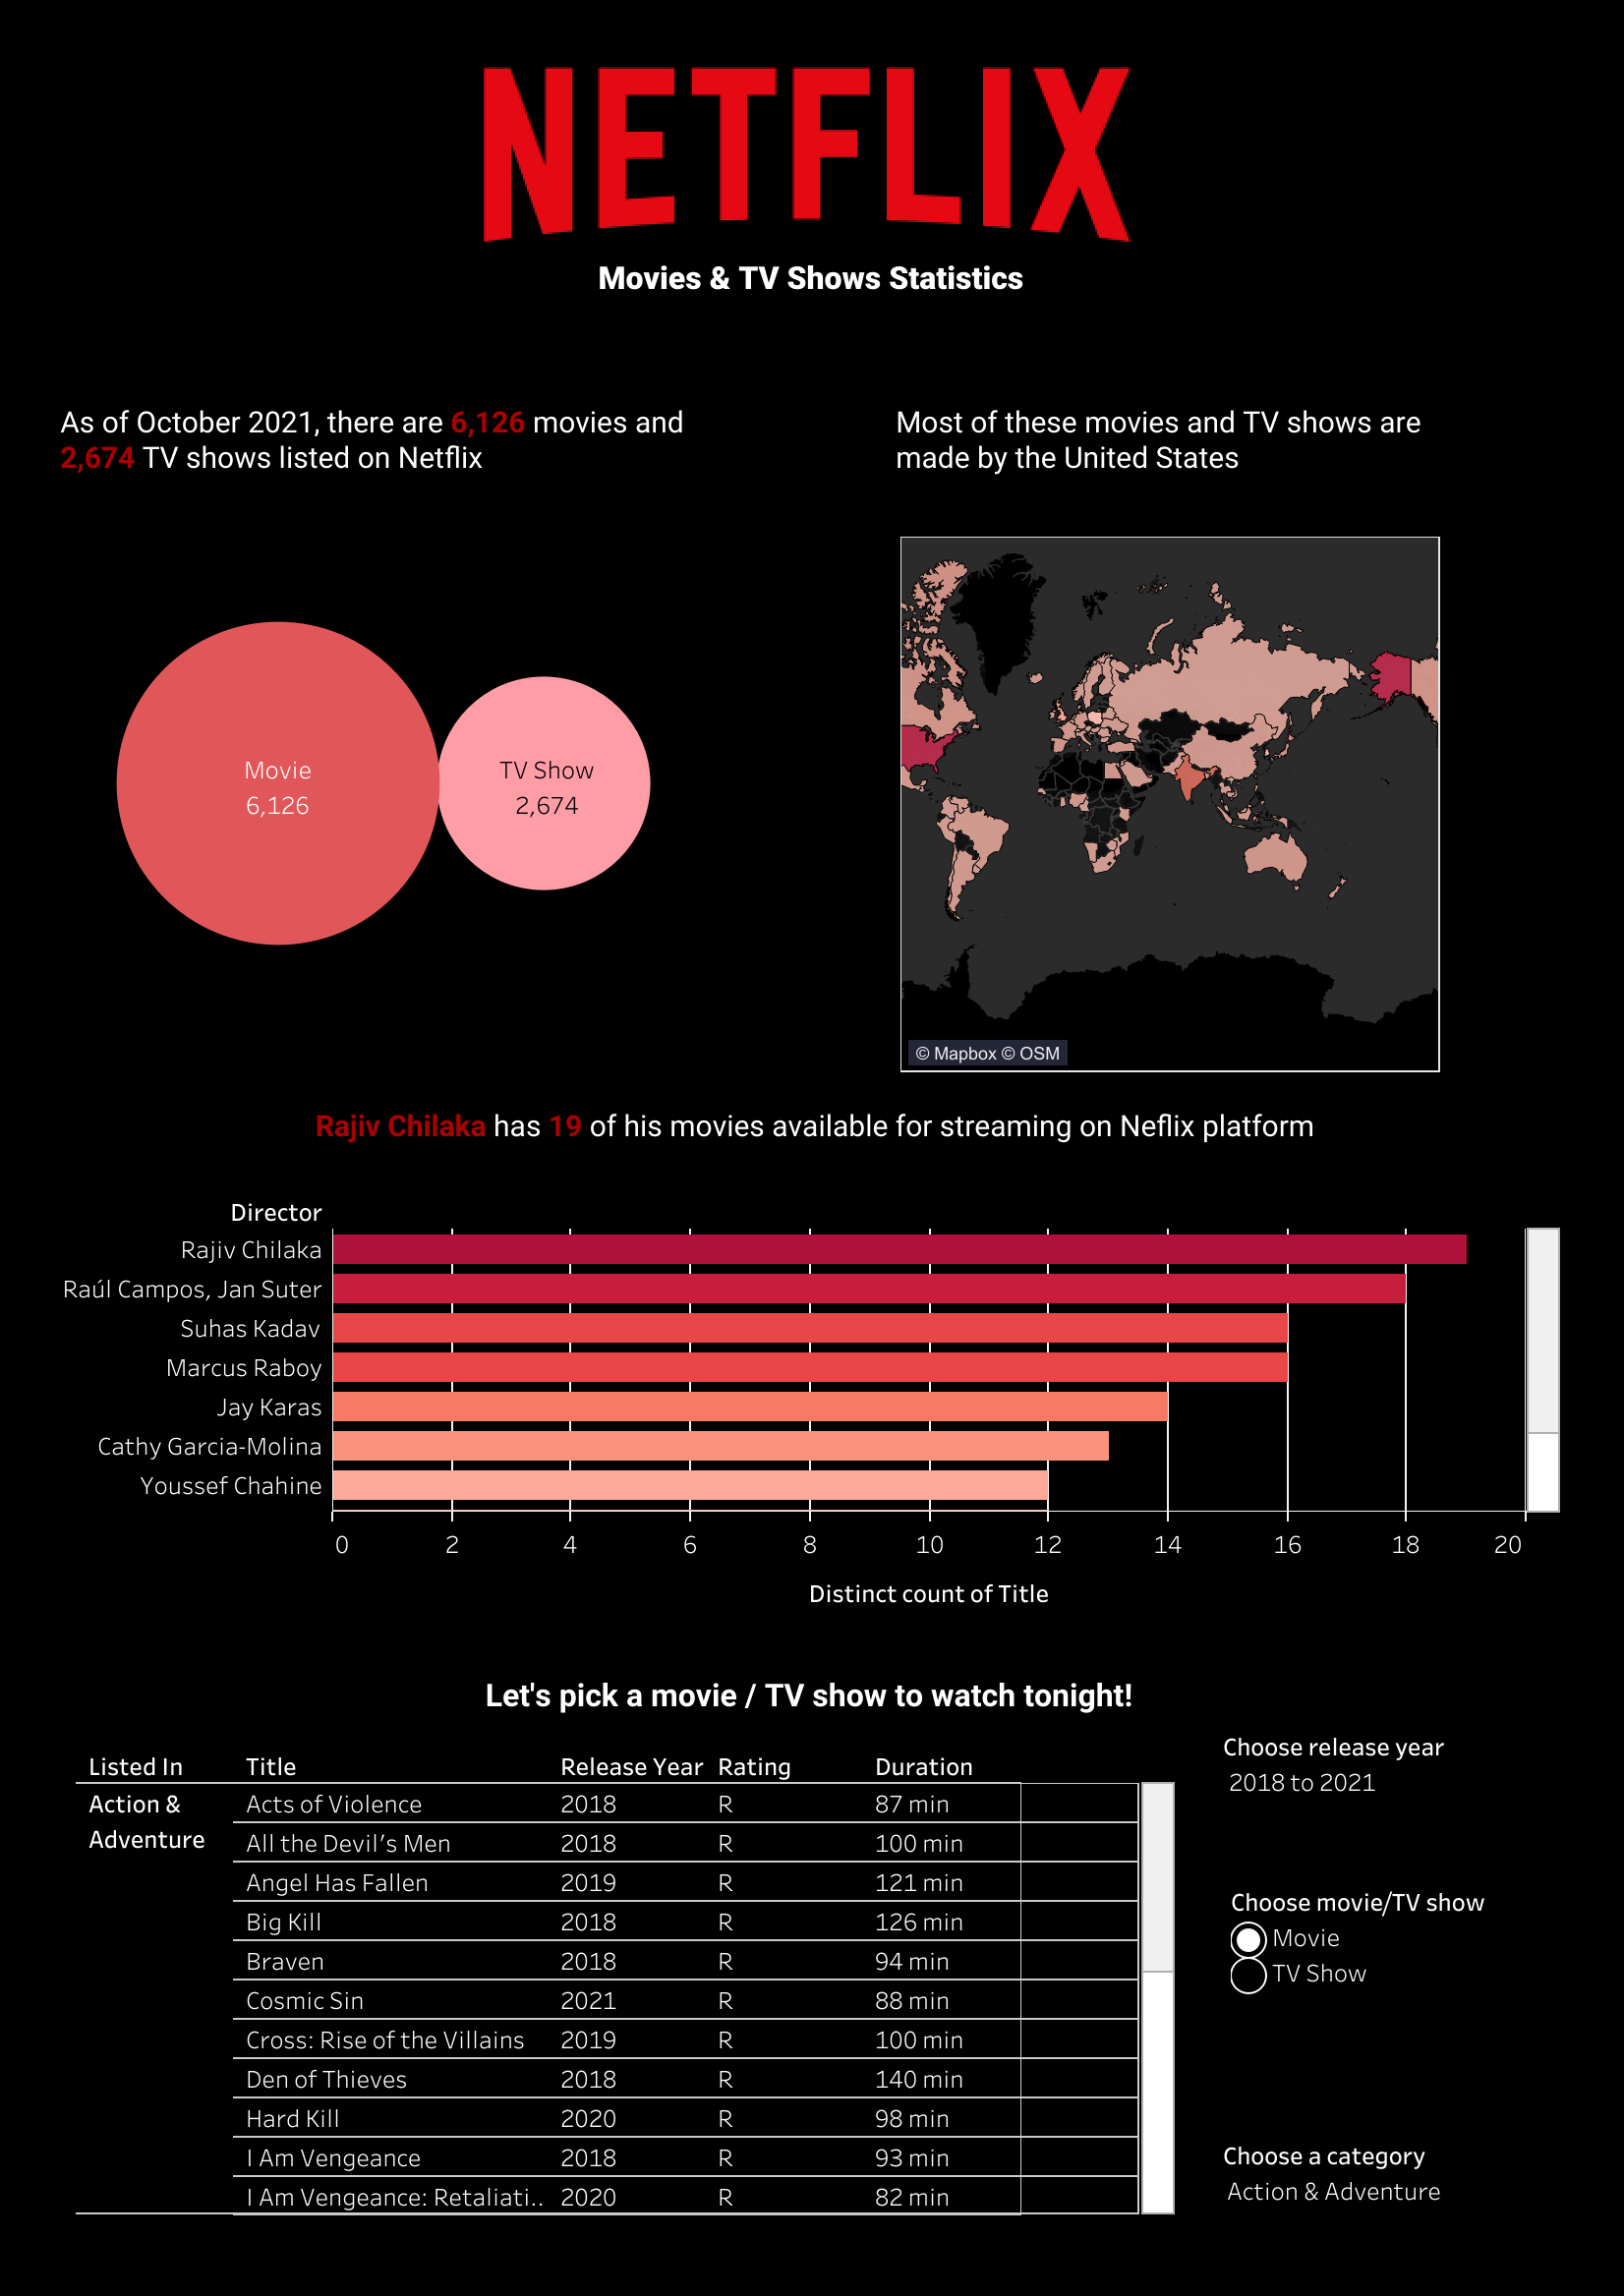 NETFLIX
Movies & TV Shows Statistics
As of October 2021, there are 6,126 movies and
2,674 TV shows listed on Netflix
Most of these movies and TV shows are
made by the United States
Movie
6,126
TV Show
2,674
© Mapbox © OSM
Rajiv Chilaka has 19 of his movies available for streaming on Neflix platform
Director
Rajiv Chilaka
Raúl Campos, Jan Suter
Suhas Kadav
Marcus Raboy
Jay Karas
Cathy Garcia-Molina
Youssef Chahine
0 2 4 6 8 10 12 14 16 18 20
Distinct count of Title
Let's pick a movie / TV show to watch tonight!
Listed In Title Release Year Rating Duration
Action & Acts of Violence 2018 R 87 min
Adventure All the Devil’s Men 2018 R 100 min
Angel Has Fallen 2019 R 121 min
Big Kill 2018 R 126 min
Braven 2018 R 94 min
Cosmic Sin 2021 R 88 min
Cross: Rise of the Villains 2019 R 100 min
Den of Thieves 2018 R 140 min
Hard Kill 2020 R 98 min
I Am Vengeance 2018 R 93 min
I Am Vengeance: Retaliati.. 2020 R 82 min
Choose release year
2018 to 2021
Choose movie/TV show
Movie
TV Show
Choose a category
Action & Adventure